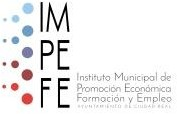 IM
PE
FE
Instituto Municipal de
Promoción Económica
Formación y Empleo
AYUNTAMIENTO DE CIUDAD REAL